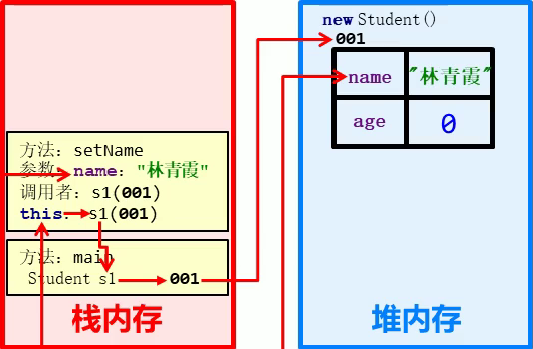 方法：setName
参数：name："林青霞"
调用者：s1(001)
this：s1(001)
方法：main
Student s1 001
栈内存
new Student()
001
name "林青霞"
age 0
堆内存